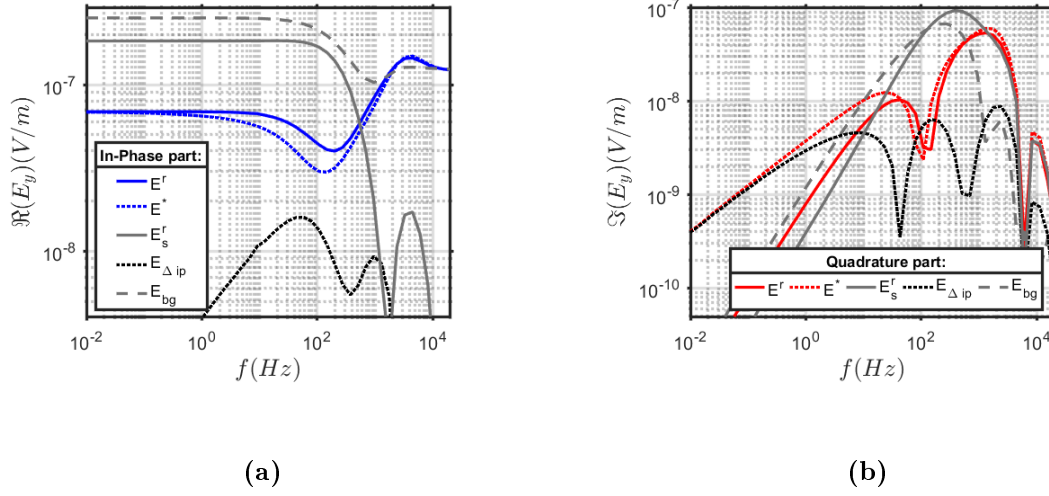 10^-7
10^-8
ℜ(E_y)(V/m)
In-Phase part:
E^r
E^*
E_s^r
E_Δ ip
E_bg
10^-2 10^0 10^2 10^4
f(Hz)
(a)
10^-7
10^-8
10^-9
10^-10
ℑ(E_y)(V/m)
Quadrature part:
E^r E^* E_s^r E_Δ ip E_bg
10^-2 10^0 10^2 10^4
f(Hz)
(b)